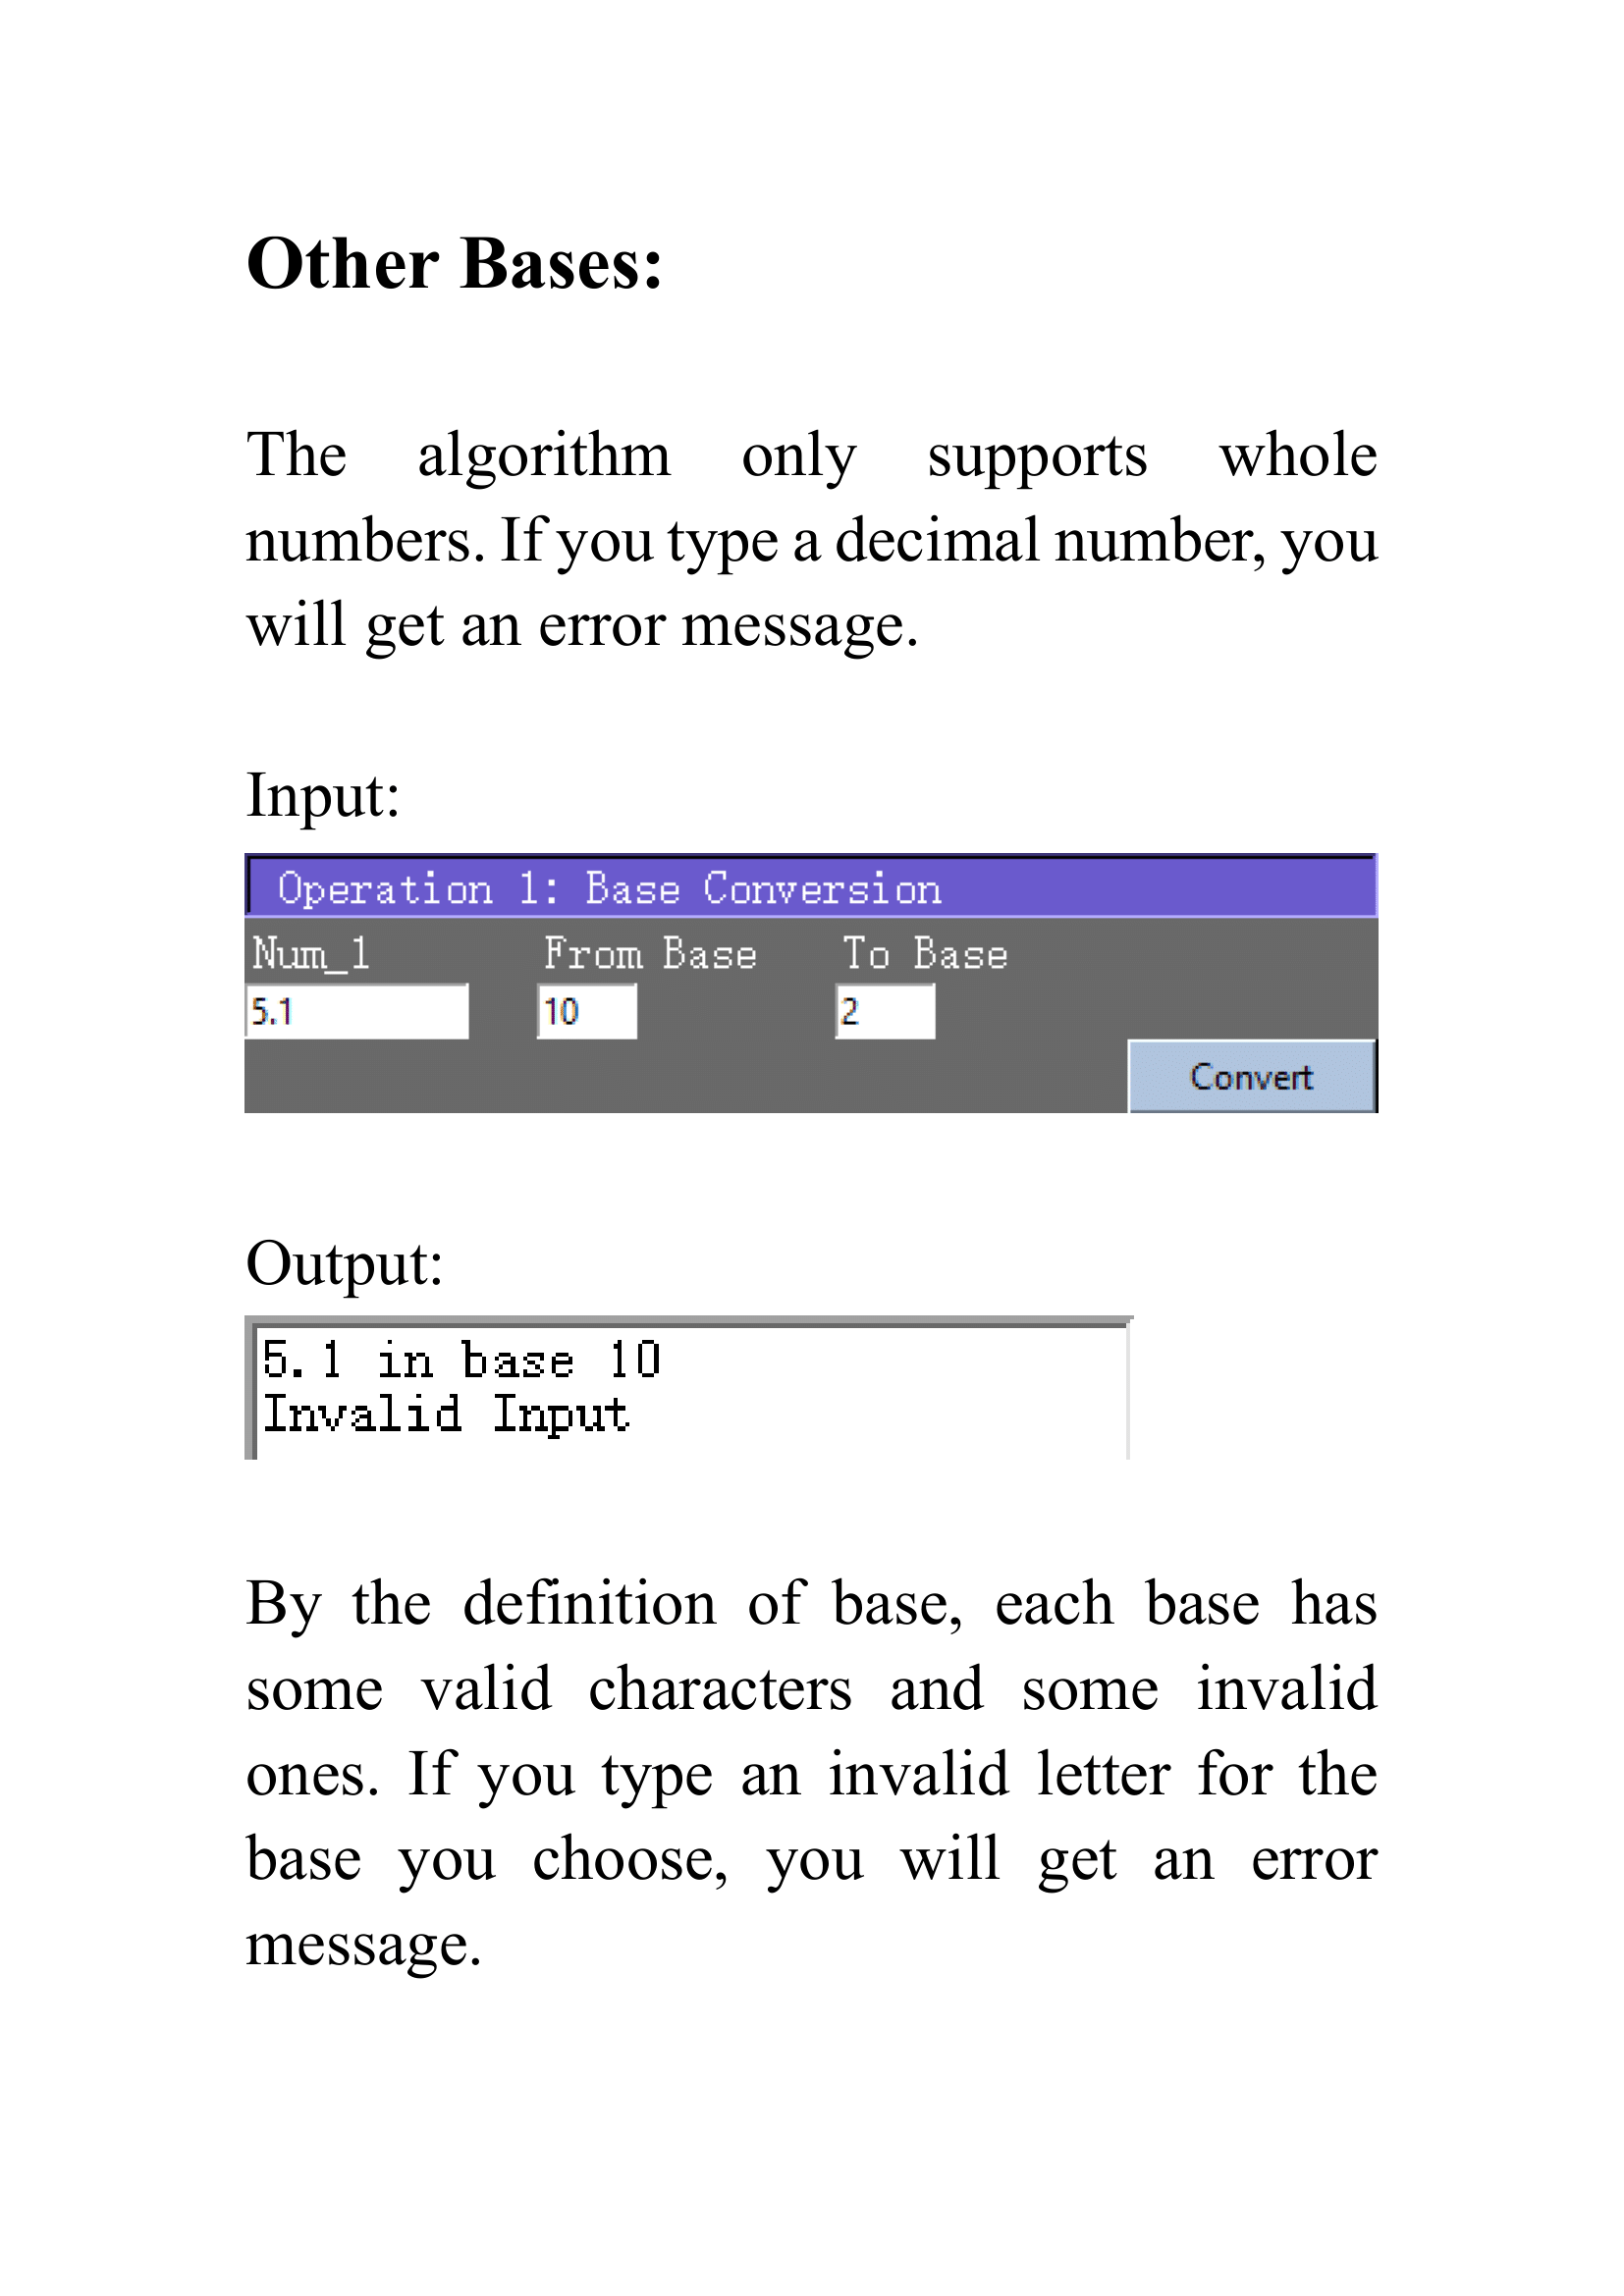 Other Bases:
The algorithm only supports whole
numbers. If you type a decimal number, you
will get an error message.
Input:
Operation 1: Base Conversion
Num_1 From Base To Base
5.1 10 2
Convert
Output:
5.1 in base 10
Invalid Input
By the definition of base, each base has
some valid characters and some invalid
ones. If you type an invalid letter for the
base you choose, you will get an error
message.